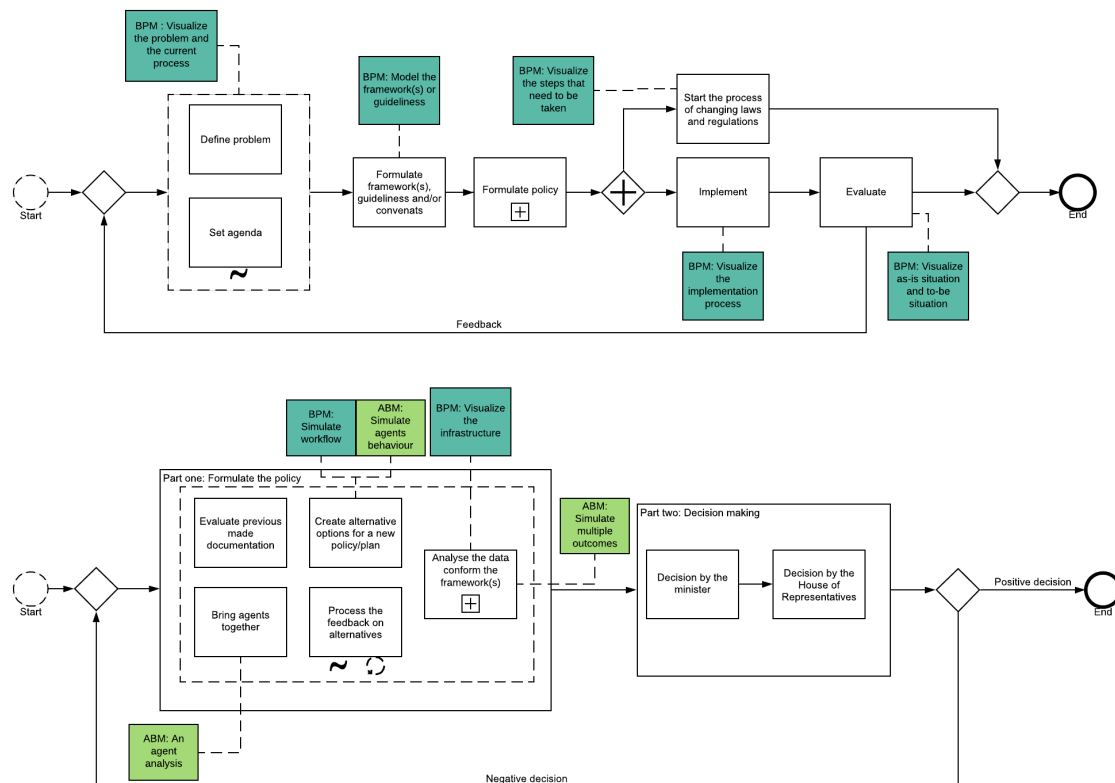 BPM : Visualize
the problem and
the current
process
BPM: Model the
framework(s) or
guideliness
BPM: Visualize
the steps that
need to be
taken
Start the process
of changing laws
and regulations
Define problem
Set agenda
Start
Formulate
framework(s),
guideliness and/or
convenats
Formulate policy
Implement
Evaluate
End
BPM: Visualize
the
implementation
process
BPM: Visualize
as-is situation
and to-be
situation
Feedback
BPM:
Simulate
workflow
ABM:
Simulate
agents
behaviour
BPM: Visualize
the
infrastructure
Part one: Formulate the policy
Evaluate previous
made
documentation
Create alternative
options for a new
policy/plan
Analyse the data
conform the
framework(s)
Bring agents
together
Process the
feedback on
alternatives
ABM:
Simulate
multiple
outcomes
Part two: Decision making
Decision by the
minister
Decision by the
House of
Representatives
Start
Positive decision
End
ABM: An
agent
analysis
Negative decision